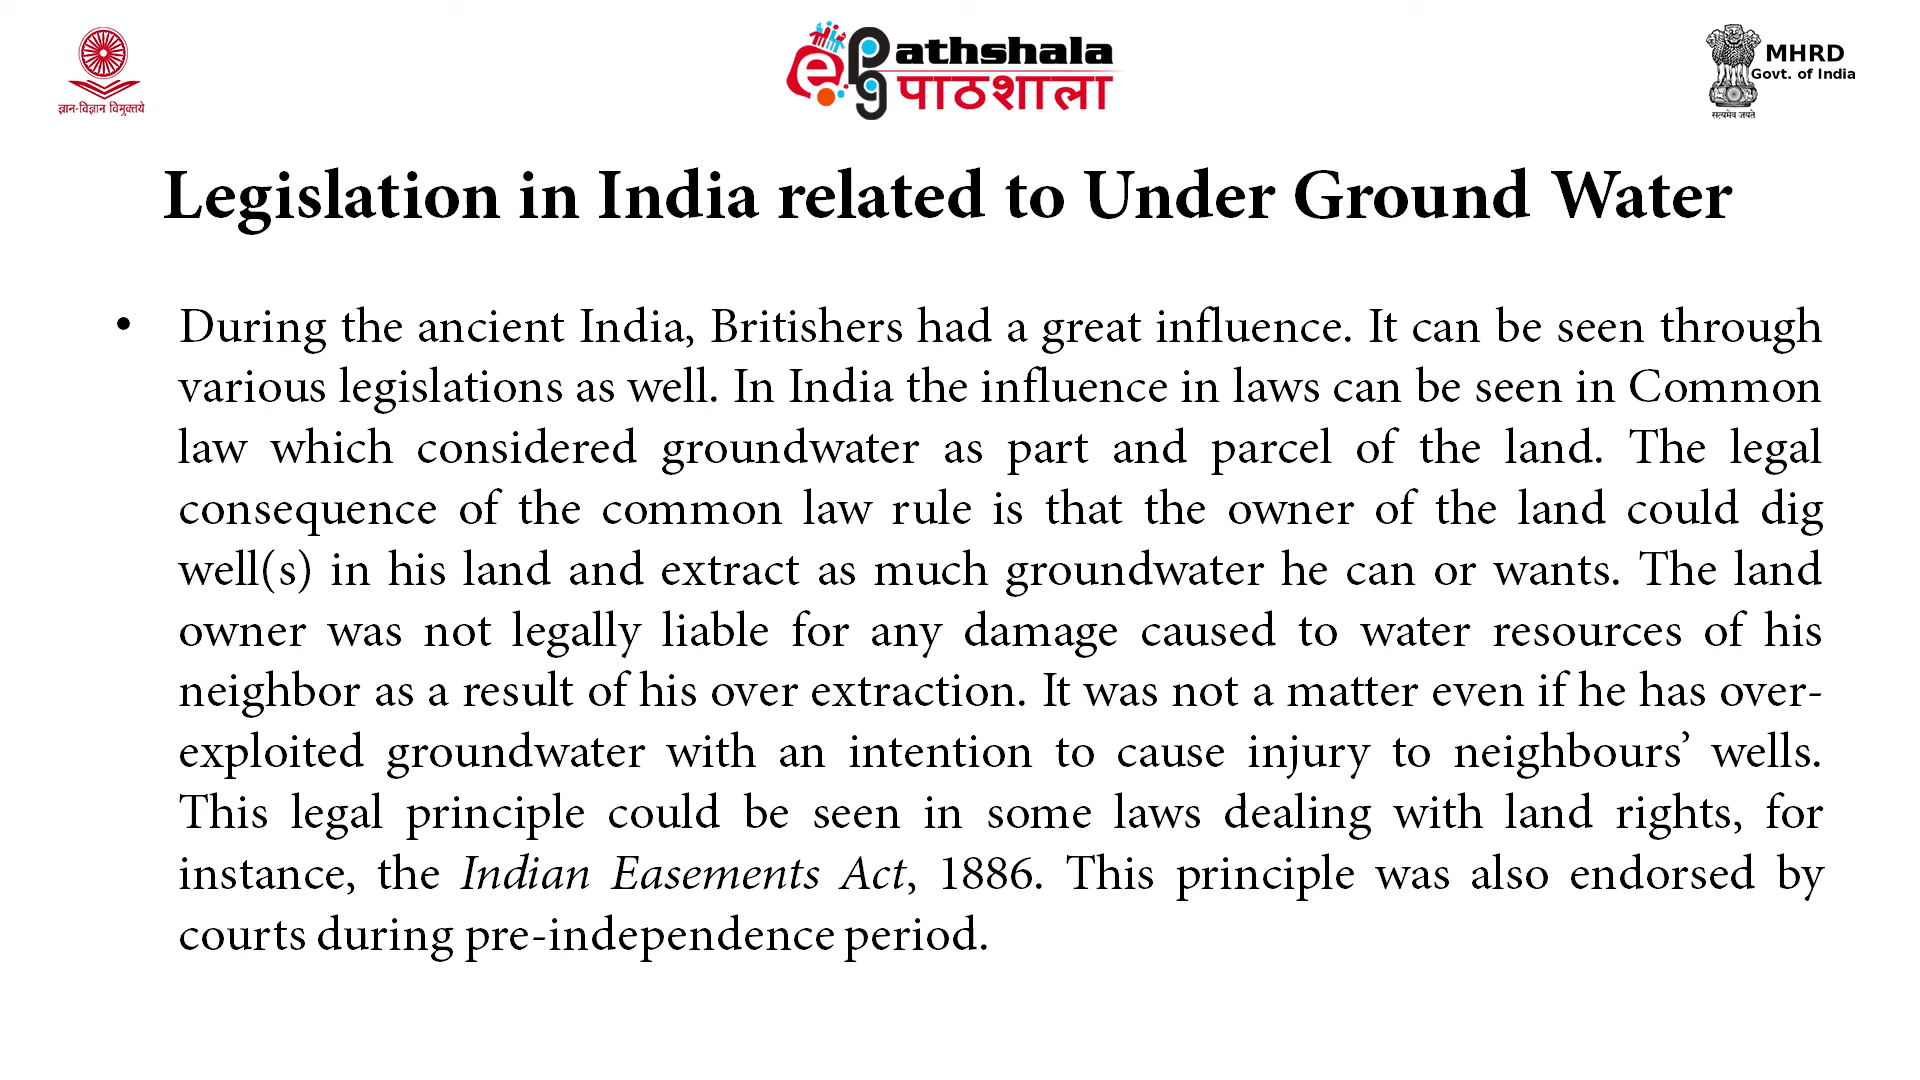 ज्ञान-विज्ञान विमुक्तये
e pg athshala
पाठशाला
MHRD
Govt. of India
सत्यमेव जयते
Legislation in India related to Under Ground Water
• During the ancient India, Britishers had a great influence. It can be seen through
various legislations as well. In India the influence in laws can be seen in Common
law which considered groundwater as part and parcel of the land. The legal
consequence of the common law rule is that the owner of the land could dig
well(s) in his land and extract as much groundwater he can or wants. The land
owner was not legally liable for any damage caused to water resources of his
neighbor as a result of his over extraction. It was not a matter even if he has over-
exploited groundwater with an intention to cause injury to neighbours’ wells.
This legal principle could be seen in some laws dealing with land rights, for
instance, the Indian Easements Act, 1886. This principle was also endorsed by
courts during pre-independence period.